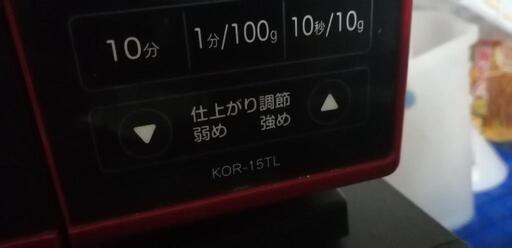 10分 1分/100g 10秒/10g
▼ 仕上がり調節 ▲
弱め 強め
KOR-15TL